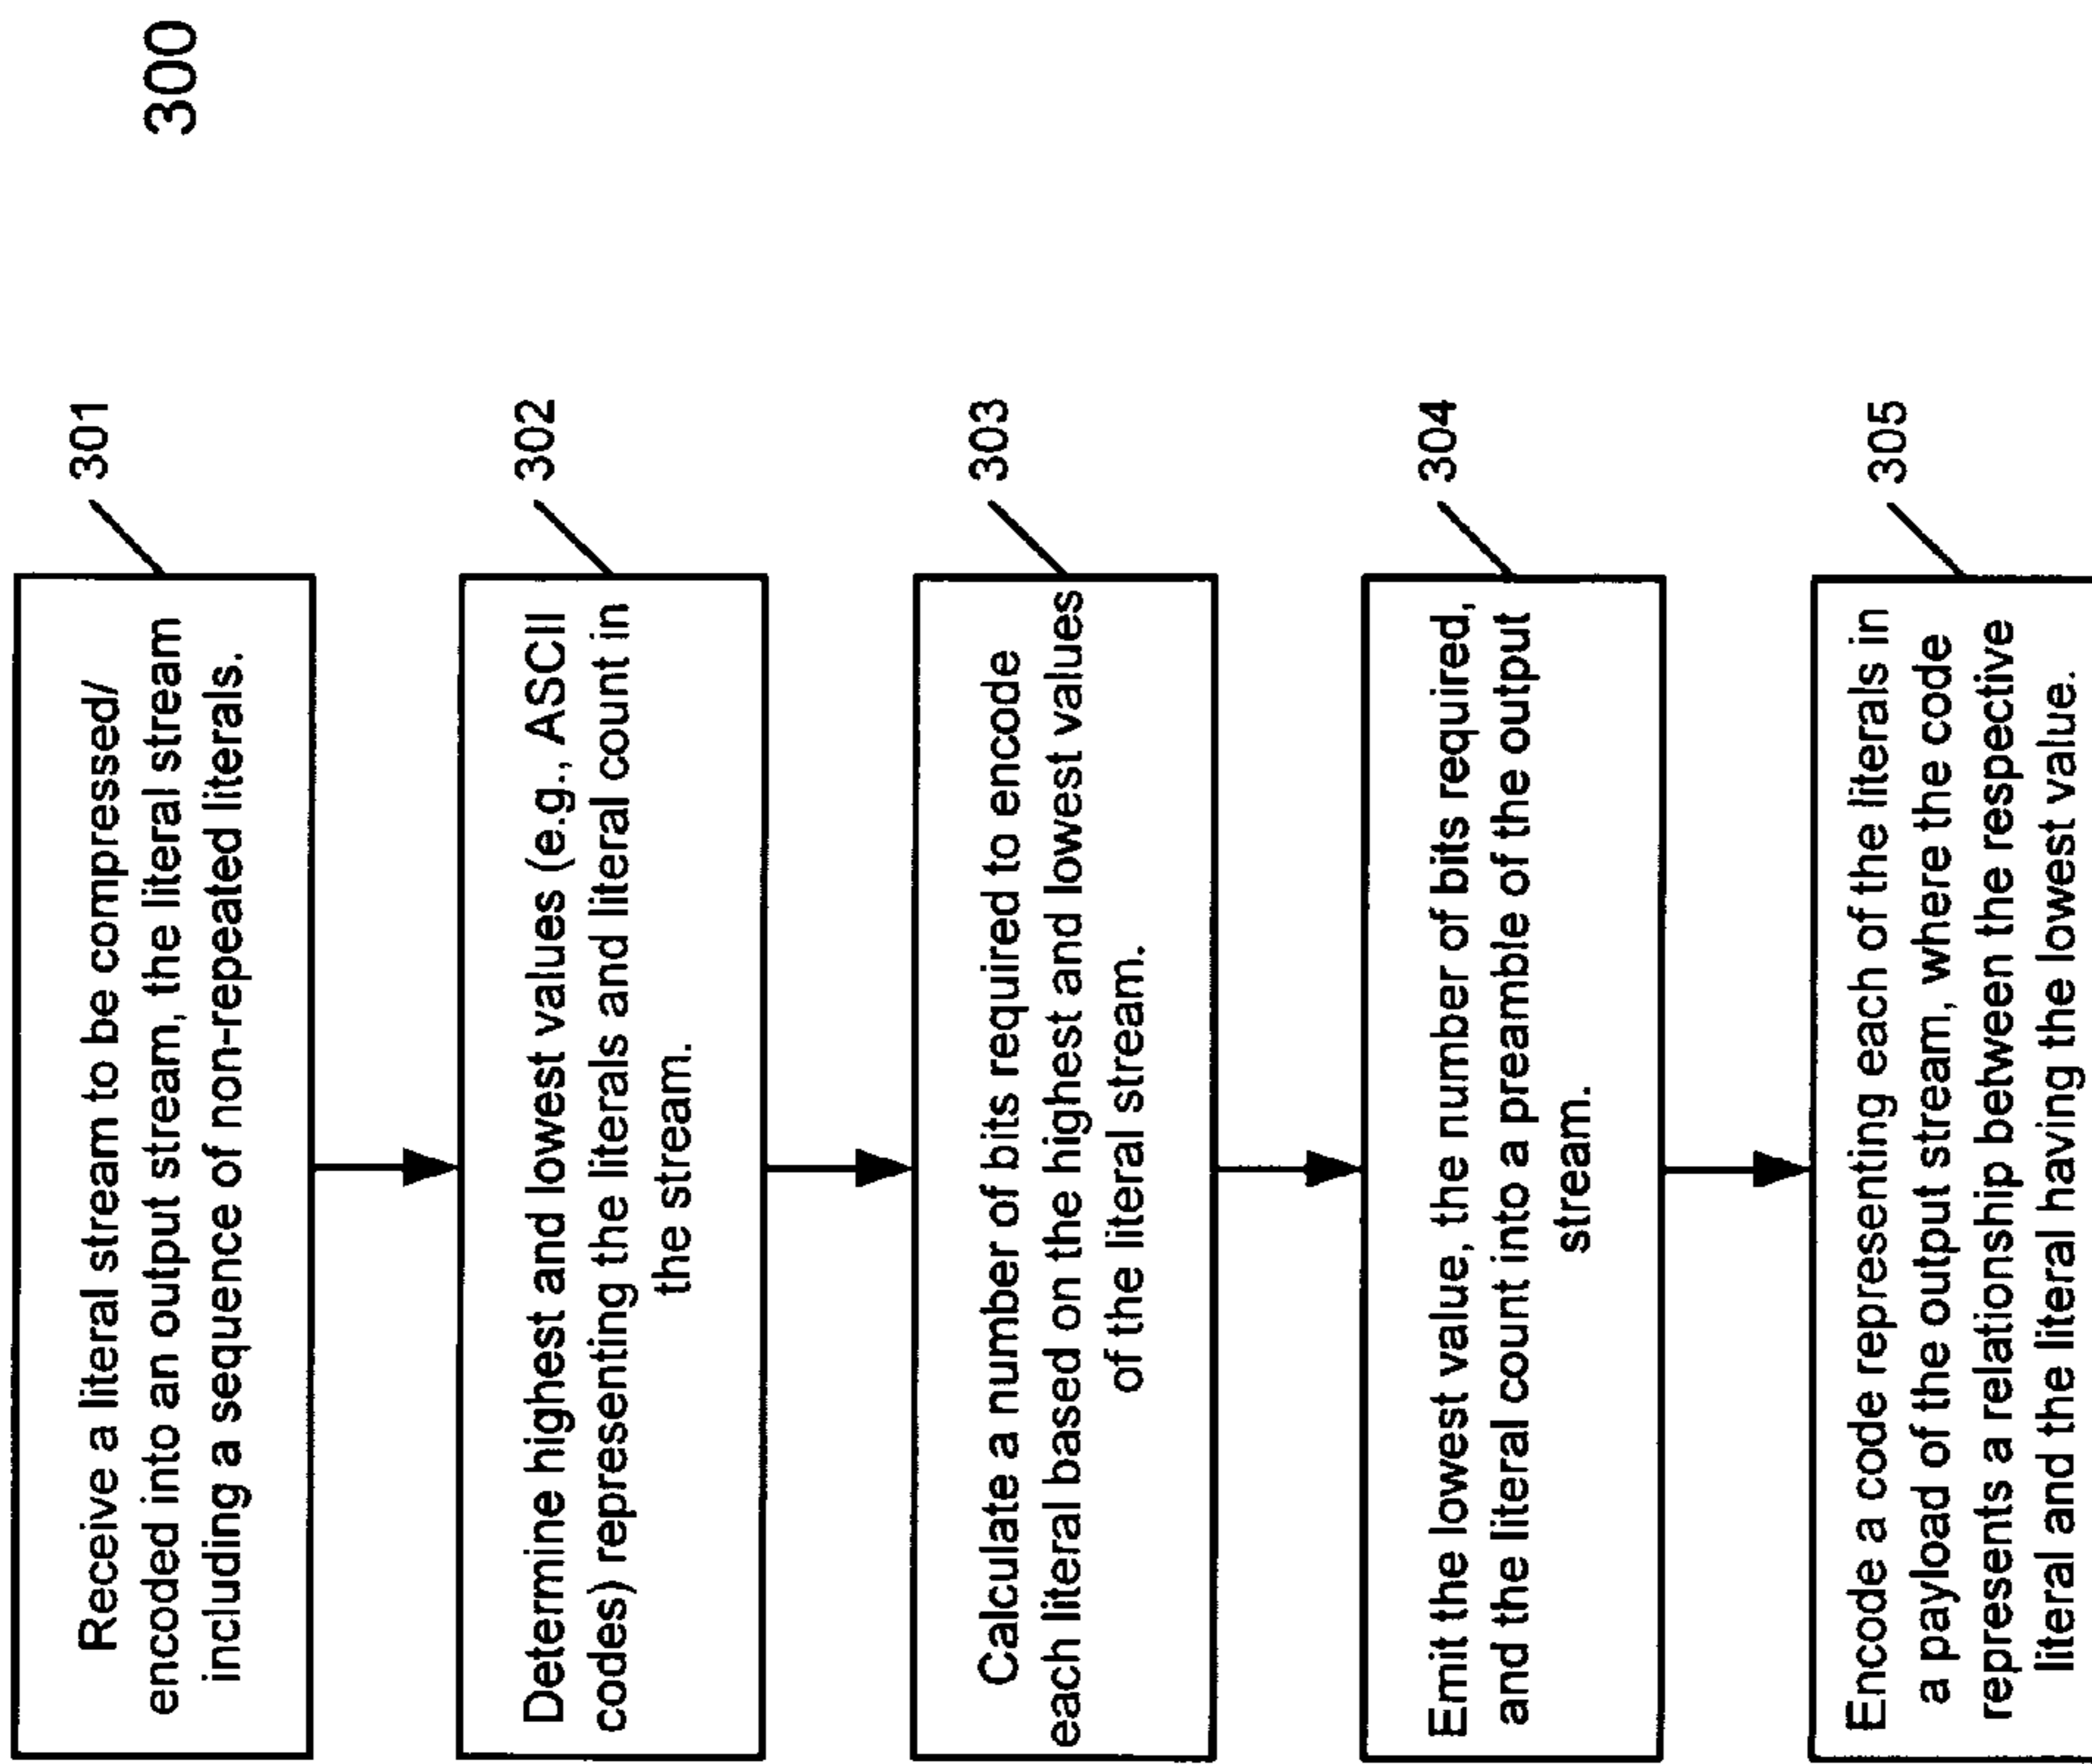 300
301
Receive a literal stream to be compressed/
encoded into an output stream, the literal stream
including a sequence of non-repeated literals.
302
Determine highest and lowest values (e.g., ASCII
codes) representing the literals and literal count in
the stream.
303
Calculate a number of bits required to encode
each literal based on the highest and lowest values
of the literal stream.
304
Emit the lowest value, the number of bits required,
and the literal count into a preamble of the output
stream.
305
Encode a code representing each of the literals in
a payload of the output stream, where the code
represents a relationship between the respective
literal and the literal having the lowest value.